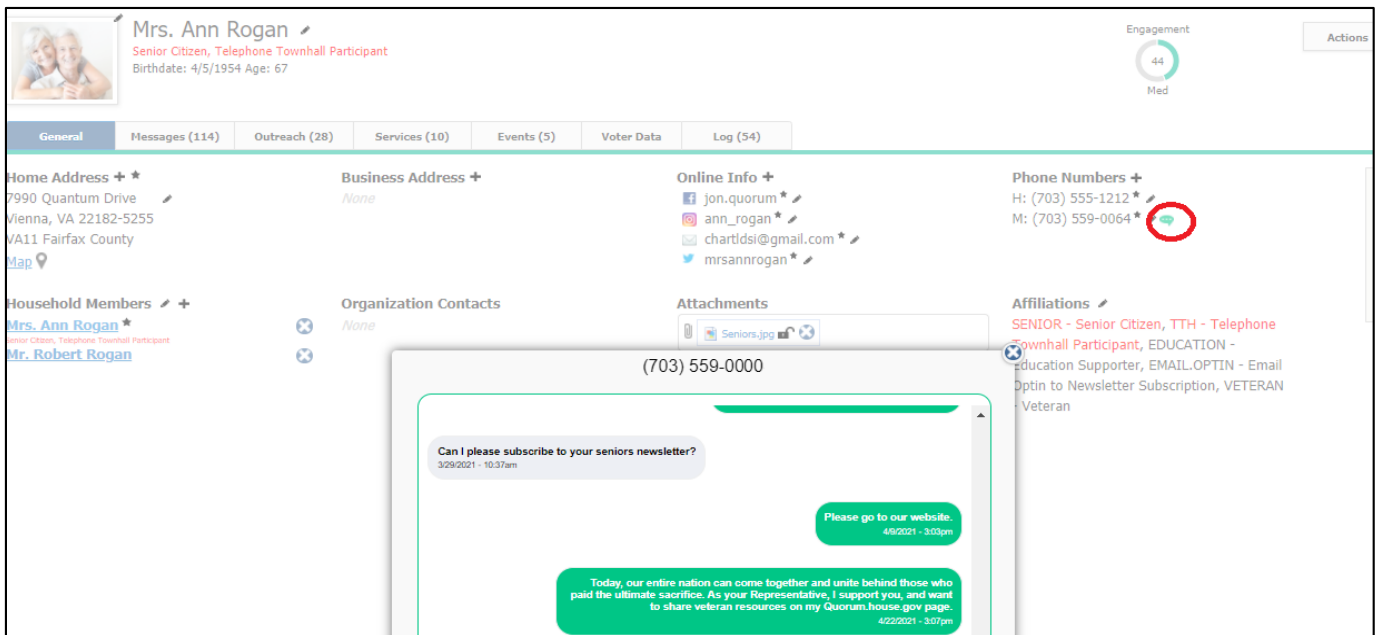 Mrs. Ann Rogan
Senior Citizen, Telephone Townhall Participant
Birthdate: 4/5/1954 Age: 67
Engagement
44
Med
Actions
General
Messages (114)
Outreach (28)
Services (10)
Events (5)
Voter Data
Log (54)
Home Address
7990 Quantum Drive
Vienna, VA 22182-5255
VA11 Fairfax County
Map
Business Address
None
Online Info
jon.quorum
ann_rogan
chartldsi@gmail.com
mrsannrogan
Phone Numbers
H: (703) 555-1212
M: (703) 559-0064
Household Members
Mrs. Ann Rogan
Senior Citizen, Telephone Townhall Participant
Mr. Robert Rogan
Organization Contacts
None
Attachments
Seniors.jpg
Affiliations
SENIOR - Senior Citizen, TTH - Telephone
Townhall Participant, EDUCATION -
Education Supporter, EMAIL.OPTIN - Email
Optin to Newsletter Subscription, VETERAN
- Veteran
(703) 559-0000
Can I please subscribe to your seniors newsletter?
3/29/2021 - 10:37am
Please go to our website.
4/9/2021 - 3:03pm
Today, our entire nation can come together and unite behind those who
paid the ultimate sacrifice. As your Representative, I support you, and want
to share veteran resources on my Quorum.house.gov page.
4/22/2021 - 3:07pm